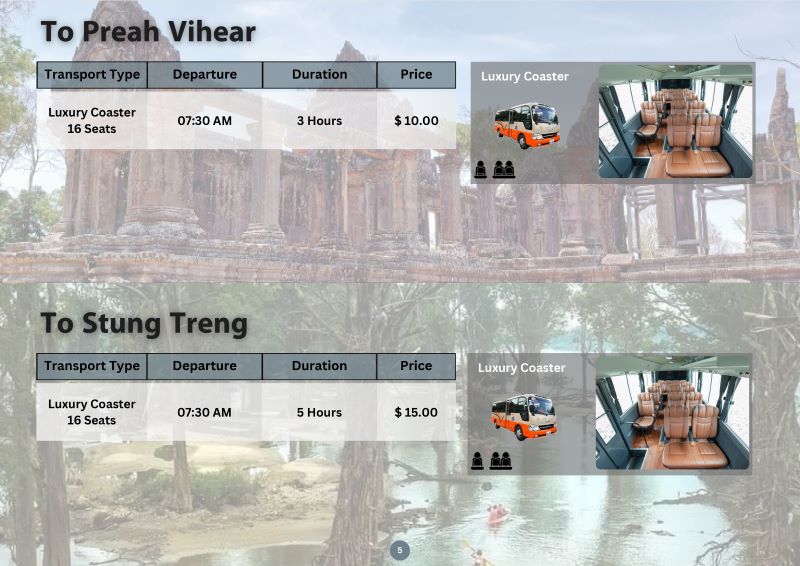 To Preah Vihear
Transport Type Departure Duration Price
Luxury Coaster
16 Seats
07:30 AM 3 Hours $ 10.00
Luxury Coaster
To Stung Treng
Transport Type Departure Duration Price
Luxury Coaster
16 Seats
07:30 AM 5 Hours $ 15.00
Luxury Coaster
5